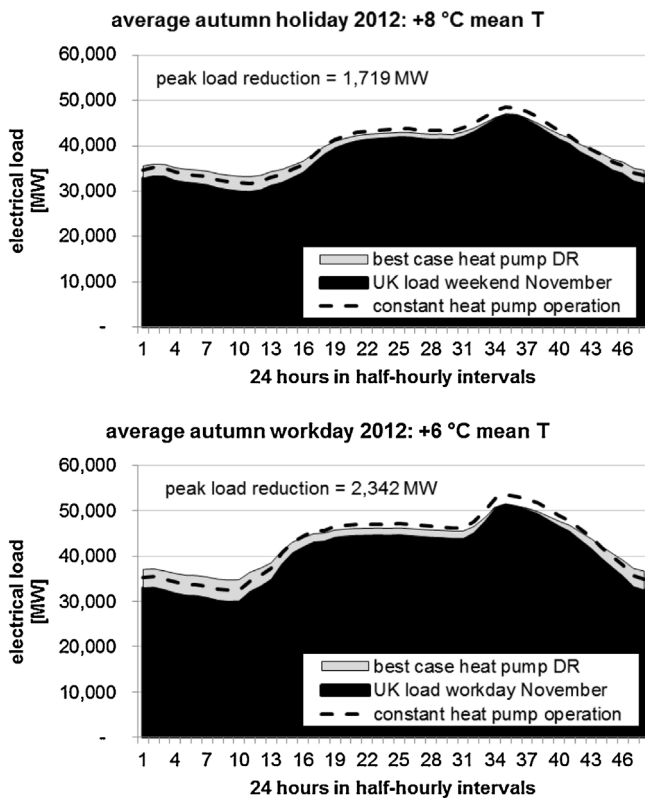 average autumn holiday 2012: +8 °C mean T
60,000
peak load reduction = 1,719 MW
50,000
40,000
30,000
20,000
10,000
-
electrical load
[MW]
best case heat pump DR
UK load weekend November
constant heat pump operation
1 4 7 10 13 16 19 22 25 28 31 34 37 40 43 46
24 hours in half-hourly intervals
average autumn workday 2012: +6 °C mean T
60,000
peak load reduction = 2,342 MW
50,000
40,000
30,000
20,000
10,000
-
electrical load
[MW]
best case heat pump DR
UK load workday November
constant heat pump operation
1 4 7 10 13 16 19 22 25 28 31 34 37 40 43 46
24 hours in half-hourly intervals